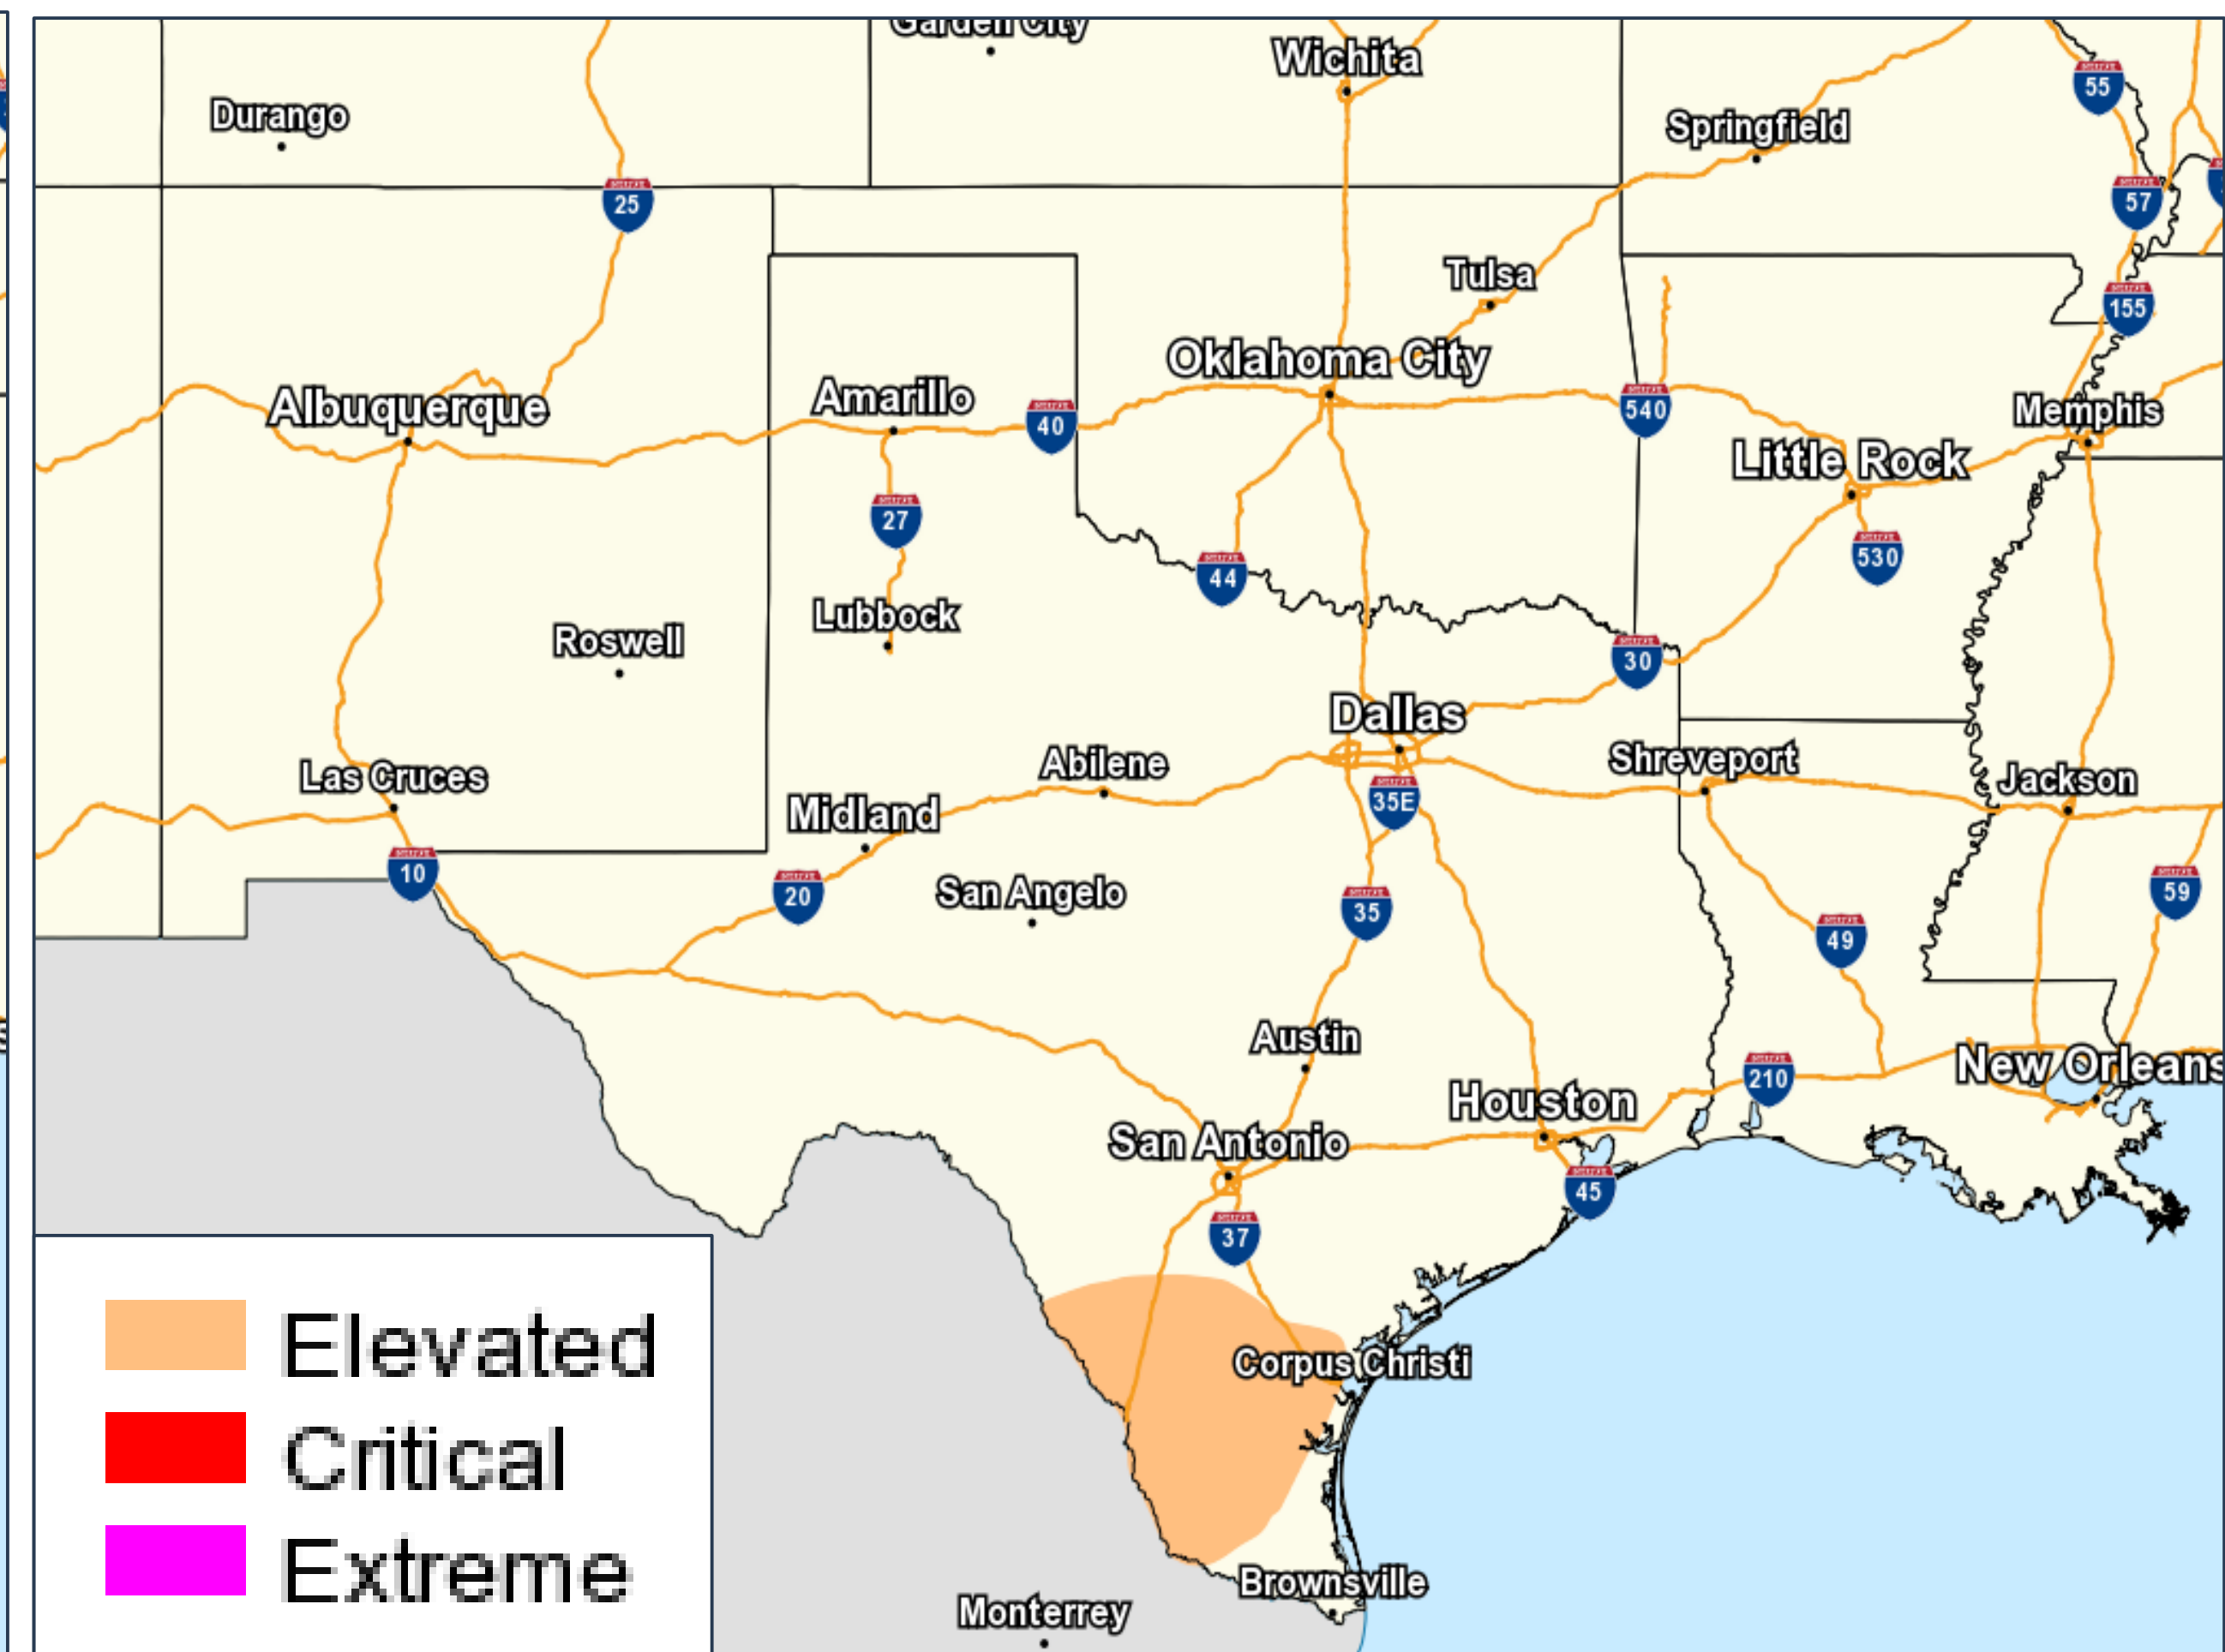 Garden City
Wichita
55
Durango
Springfield
25
57
Tulsa
155
Oklahoma City
Albuquerque
Amarillo
40
540
Memphis
Little Rock
27
530
44
Lubbock
Roswell
30
Dallas
Las Cruces
Abilene
Shreveport
Jackson
Midland
35E
10
20
San Angelo
35
59
49
Austin
210
New Orleans
Houston
San Antonio
45
37
Elevated
Corpus Christi
Critical
Extreme
Brownsville
Monterrey